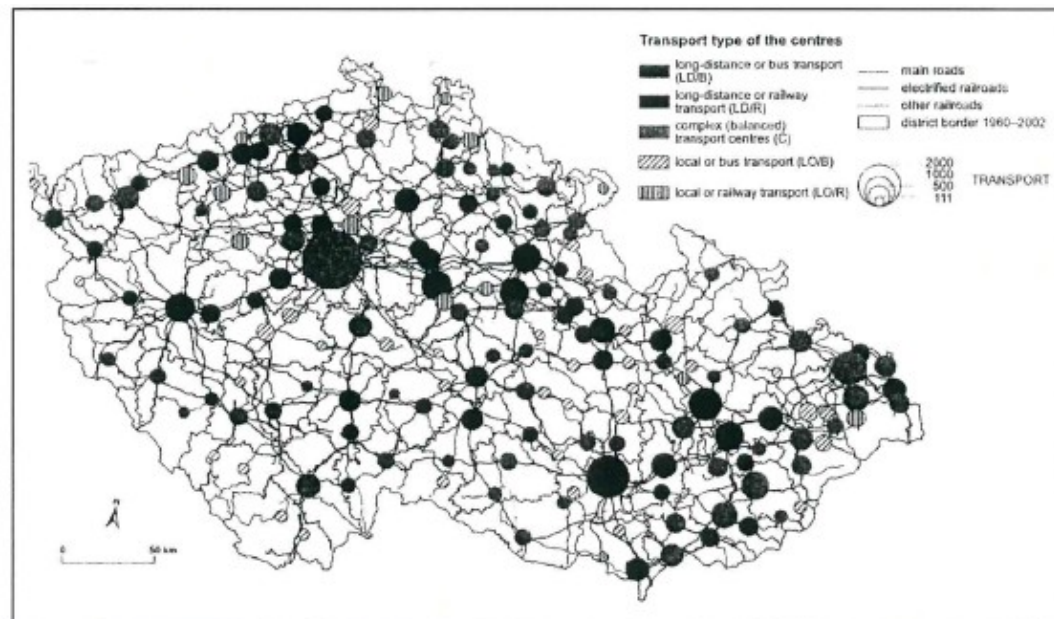 Transport type of the centres
long-distance or bus transport
(LD/B)
long-distance or railway
transport (LD/R)
complex (balanced)
transport centres (C)
local or bus transport (LO/B)
local or railway transport (LO/R)
main roads
electrified railroads
other railroads
district border 1960–2002
2000
1000
500
111
TRANSPORT
N
0 50 km